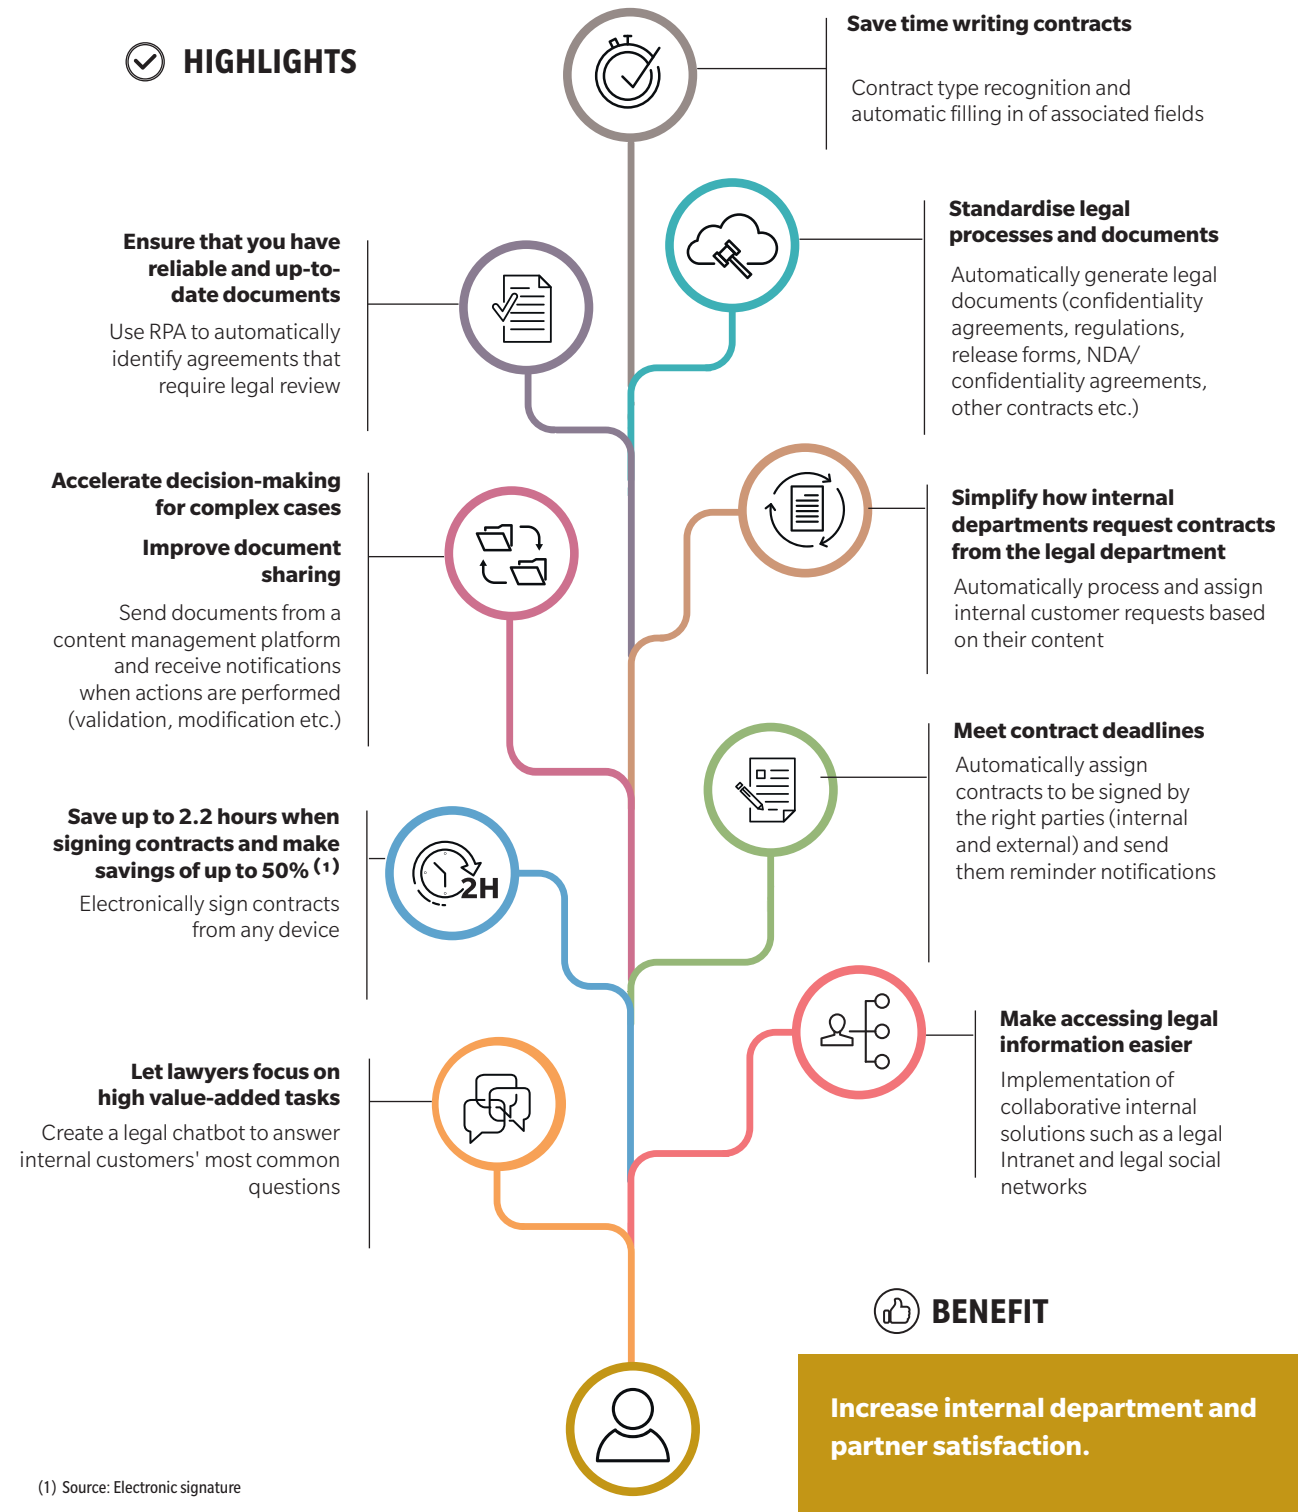 HIGHLIGHTS
Save time writing contracts
Contract type recognition and
automatic filling in of associated fields
Standardise legal
processes and documents
Automatically generate legal
documents (confidentiality
agreements, regulations,
release forms, NDA/
confidentiality agreements,
other contracts etc.)
Ensure that you have
reliable and up-to-
date documents
Use RPA to automatically
identify agreements that
require legal review
Accelerate decision-making
for complex cases
Improve document
sharing
Send documents from a
content management platform
and receive notifications
when actions are performed
(validation, modification etc.)
Simplify how internal
departments request contracts
from the legal department
Automatically process and assign
internal customer requests based
on their content
Meet contract deadlines
Automatically assign
contracts to be signed by
the right parties (internal
and external) and send
them reminder notifications
Save up to 2.2 hours when
signing contracts and make
savings of up to 50% (1)
Electronically sign contracts
from any device
2H
Make accessing legal
information easier
Implementation of
collaborative internal
solutions such as a legal
Intranet and legal social
networks
Let lawyers focus on
high value-added tasks
Create a legal chatbot to answer
internal customers' most common
questions
BENEFIT
Increase internal department and
partner satisfaction.
(1) Source: Electronic signature